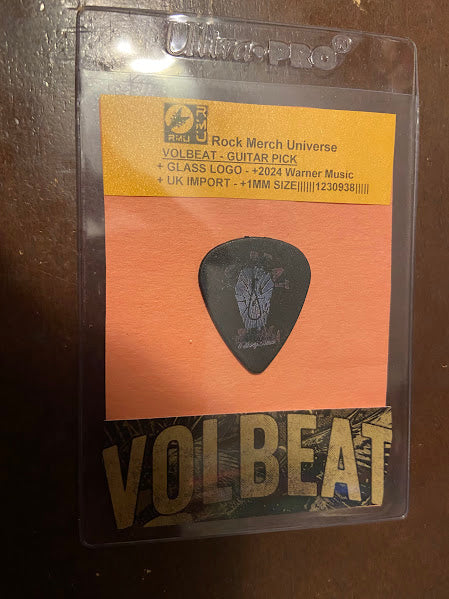 Ultra•PRO®
RMU
RMU
Rock Merch Universe
VOLBEAT - GUITAR PICK
+ GLASS LOGO - +2024 Warner Music
+ UK IMPORT - +1MM SIZE||||||1230938|||||
VOLBEAT